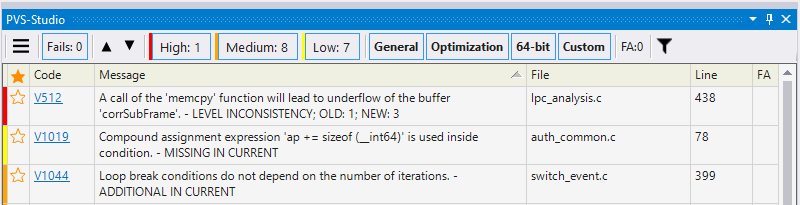 PVS-Studio
Fails: 0 High: 1 Medium: 8 Low: 7 General Optimization 64-bit Custom FA:0
Code Message File Line FA
V512 A call of the 'memcpy' function will lead to underflow of the buffer lpc_analysis.c 438
'corrSubFrame'. - LEVEL INCONSISTENCY; OLD: 1; NEW: 3
V1019 Compound assignment expression 'ap += sizeof (__int64)' is used inside auth_common.c 78
condition. - MISSING IN CURRENT
V1044 Loop break conditions do not depend on the number of iterations. - switch_event.c 399
ADDITIONAL IN CURRENT